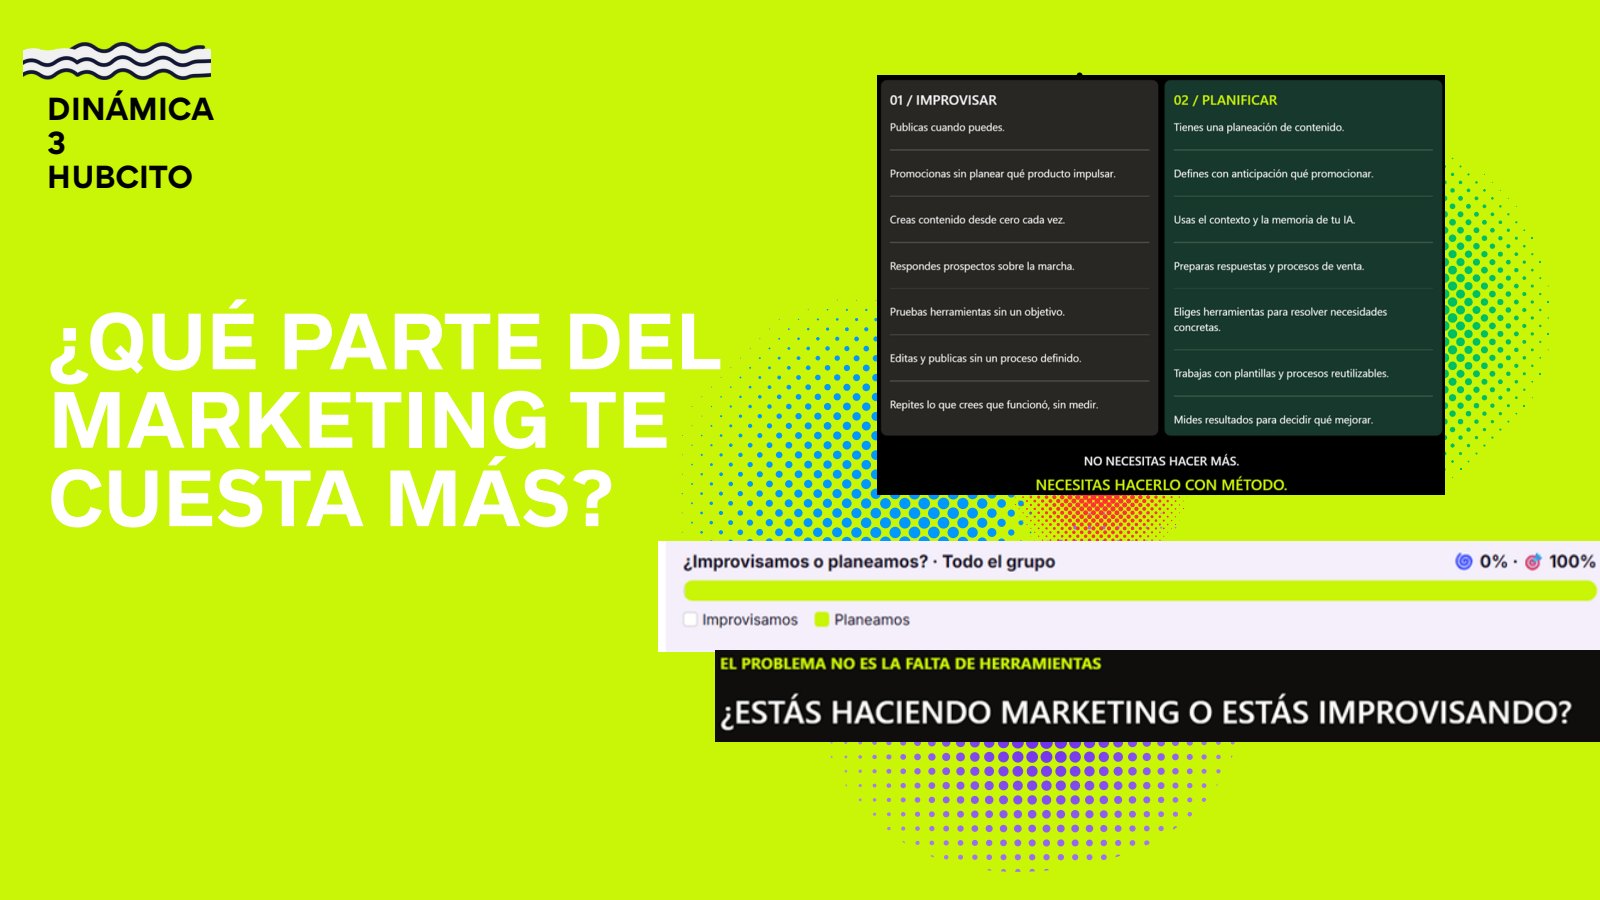 DINÁMICA
3
HUBCITO
¿QUÉ PARTE DEL
MARKETING TE
CUESTA MÁS?
01 / IMPROVISAR
Publicas cuando puedes.
Promocionas sin planear qué producto impulsar.
Creas contenido desde cero cada vez.
Respondes prospectos sobre la marcha.
Pruebas herramientas sin un objetivo.
Editas y publicas sin un proceso definido.
Repites lo que crees que funcionó, sin medir.
02 / PLANIFICAR
Tienes una planeación de contenido.
Defines con anticipación qué promocionar.
Usas el contexto y la memoria de tu IA.
Preparas respuestas y procesos de venta.
Eliges herramientas para resolver necesidades
concretas.
Trabajas con plantillas y procesos reutilizables.
Mides resultados para decidir qué mejorar.
NO NECESITAS HACER MÁS.
NECESITAS HACERLO CON MÉTODO.
¿Improvisamos o planeamos? · Todo el grupo
🌀 0% · 🎯 100%
Improvisamos Planeamos
EL PROBLEMA NO ES LA FALTA DE HERRAMIENTAS
¿ESTÁS HACIENDO MARKETING O ESTÁS IMPROVISANDO?